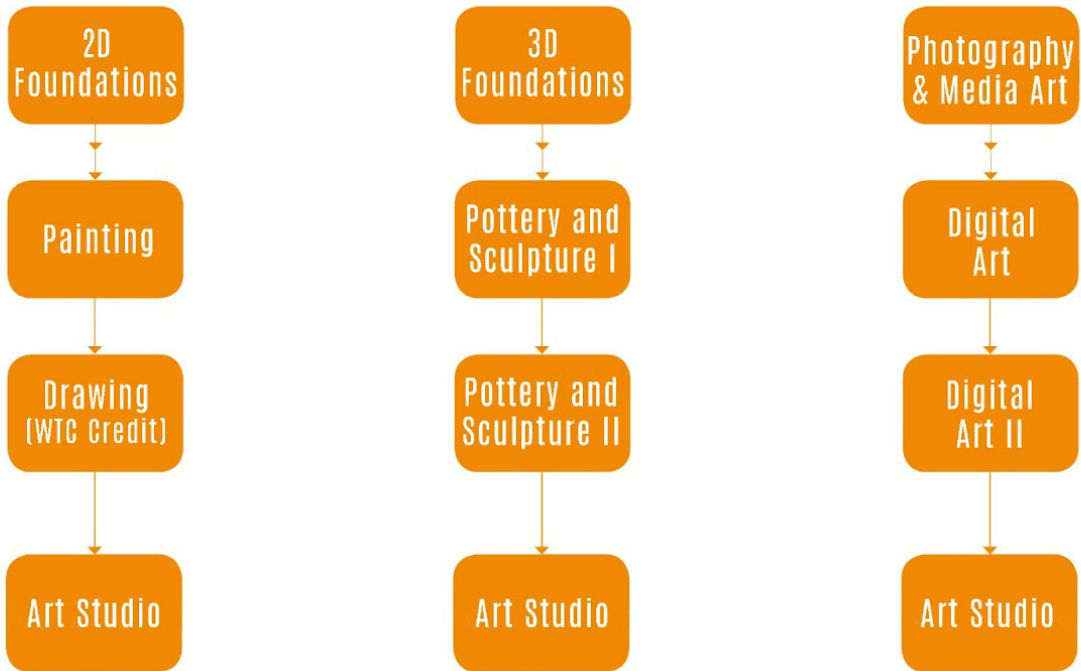 2D
Foundations
3D
Foundations
Photography
& Media Art
Painting
Pottery and
Sculpture I
Digital
Art
Drawing
(WTC Credit)
Pottery and
Sculpture II
Digital
Art II
Art Studio
Art Studio
Art Studio